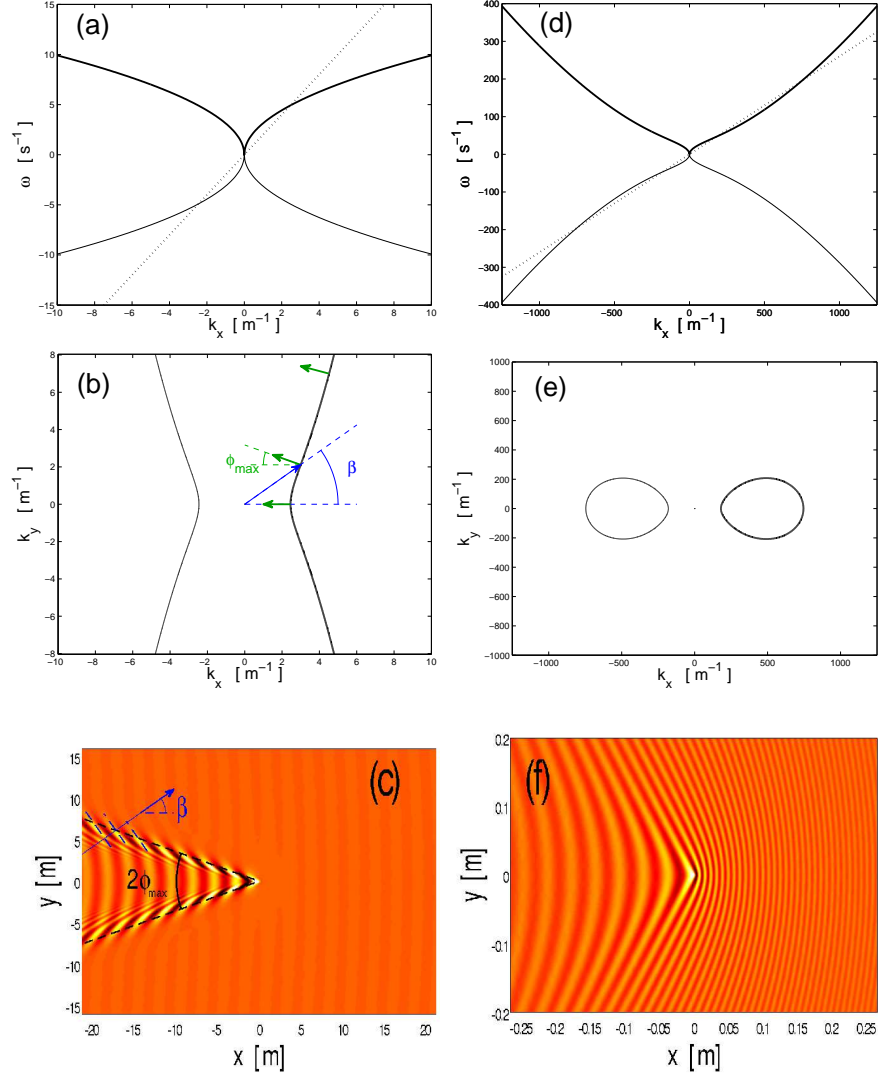 (a)
15
10
5
0
−5
−10
−15
ω [ s⁻¹ ]
−10 −8 −6 −4 −2 0 2 4 6 8 10
k_x [ m⁻¹ ]
(d)
400
300
200
100
0
−100
−200
−300
−400
ω [ s⁻¹ ]
−1000 −500 0 500 1000
k_x [ m⁻¹ ]
(b)
8
6
4
2
0
−2
−4
−6
−8
k_y [ m⁻¹ ]
ϕ_max
β
−10 −8 −6 −4 −2 0 2 4 6 8 10
k_x [ m⁻¹ ]
(e)
1000
800
600
400
200
0
−200
−400
−600
−800
−1000
k_y [ m⁻¹ ]
−1000 −500 0 500 1000
k_x [ m⁻¹ ]
(c)
15
10
5
0
-5
-10
-15
y [m]
β
2ϕ_max
-20 -15 -10 -5 0 5 10 15 20
x [m]
(f)
0.2
0.1
0
-0.1
-0.2
y [m]
-0.25 -0.2 -0.15 -0.1 -0.05 0 0.05 0.1 0.15 0.2 0.25
x [m]